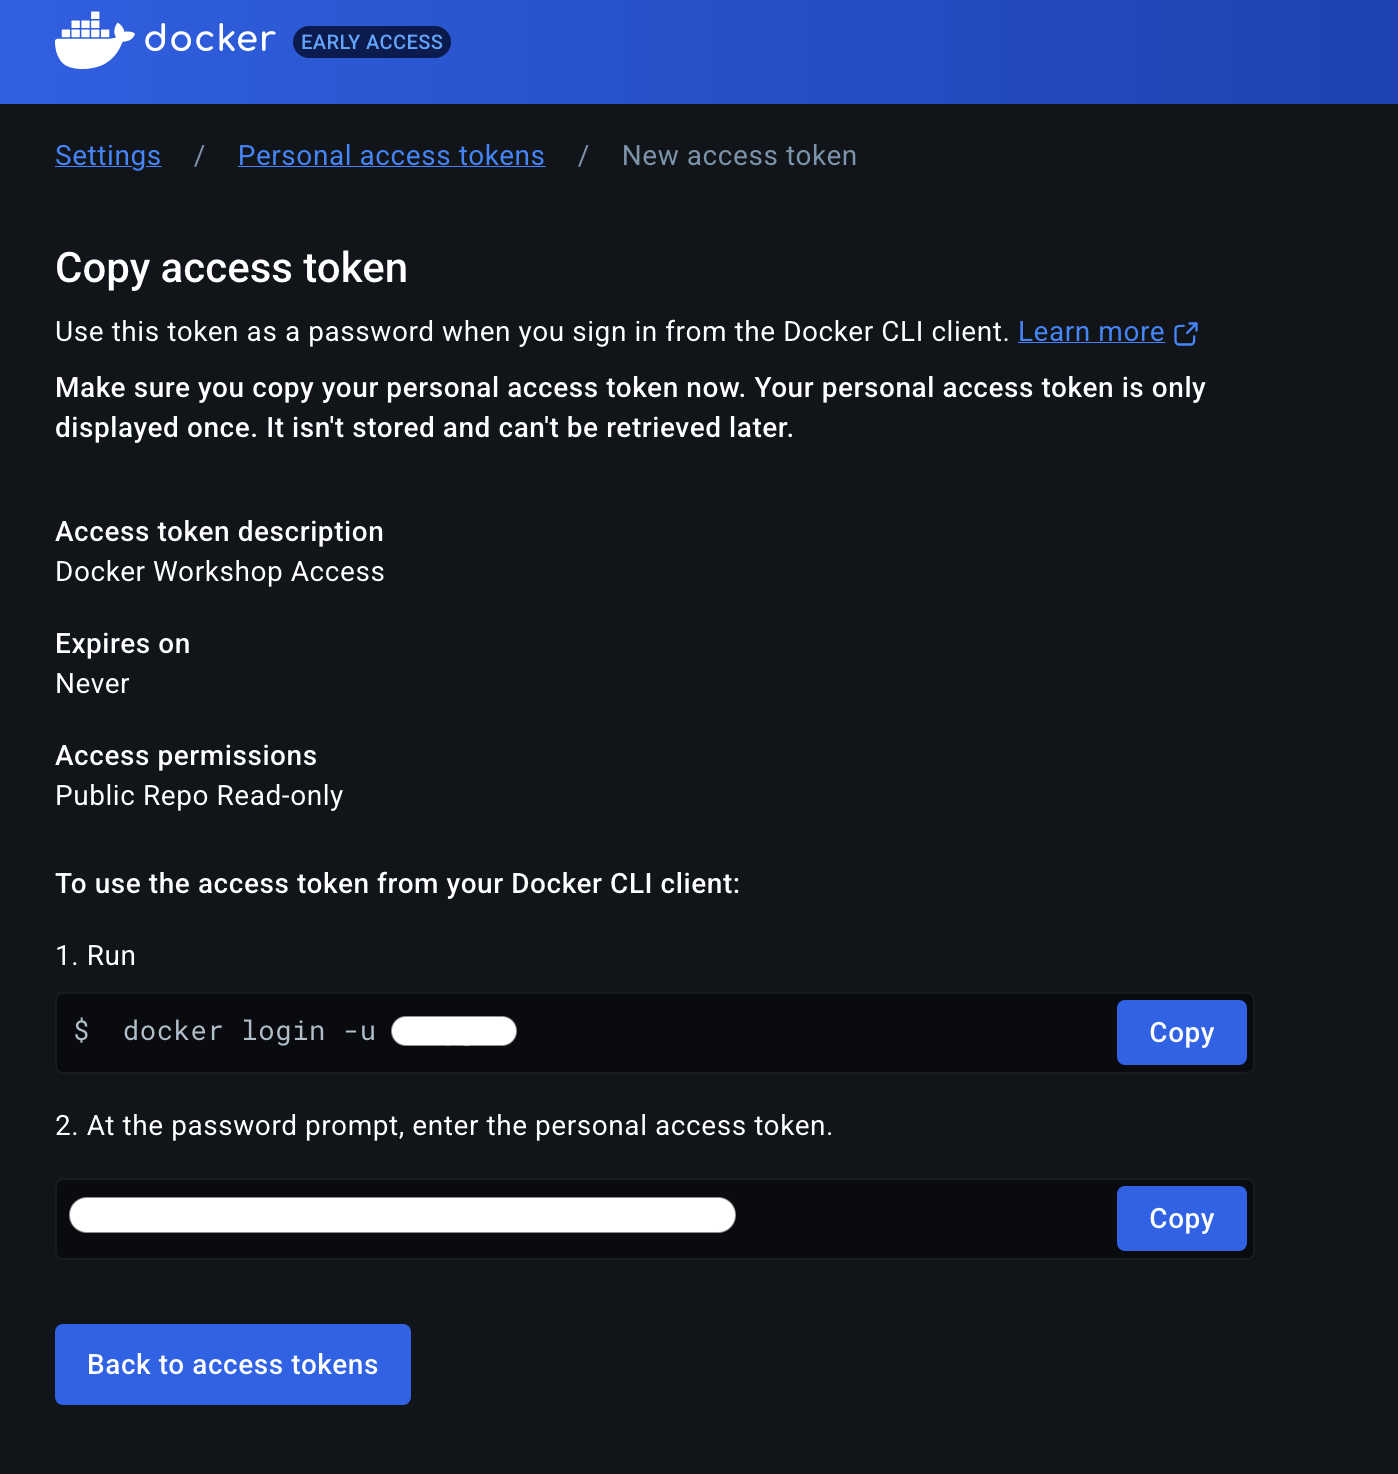 docker EARLY ACCESS
Settings / Personal access tokens / New access token
Copy access token
Use this token as a password when you sign in from the Docker CLI client. Learn more
Make sure you copy your personal access token now. Your personal access token is only
displayed once. It isn't stored and can't be retrieved later.
Access token description
Docker Workshop Access
Expires on
Never
Access permissions
Public Repo Read-only
To use the access token from your Docker CLI client:
1. Run
$ docker login -u
Copy
2. At the password prompt, enter the personal access token.
Copy
Back to access tokens